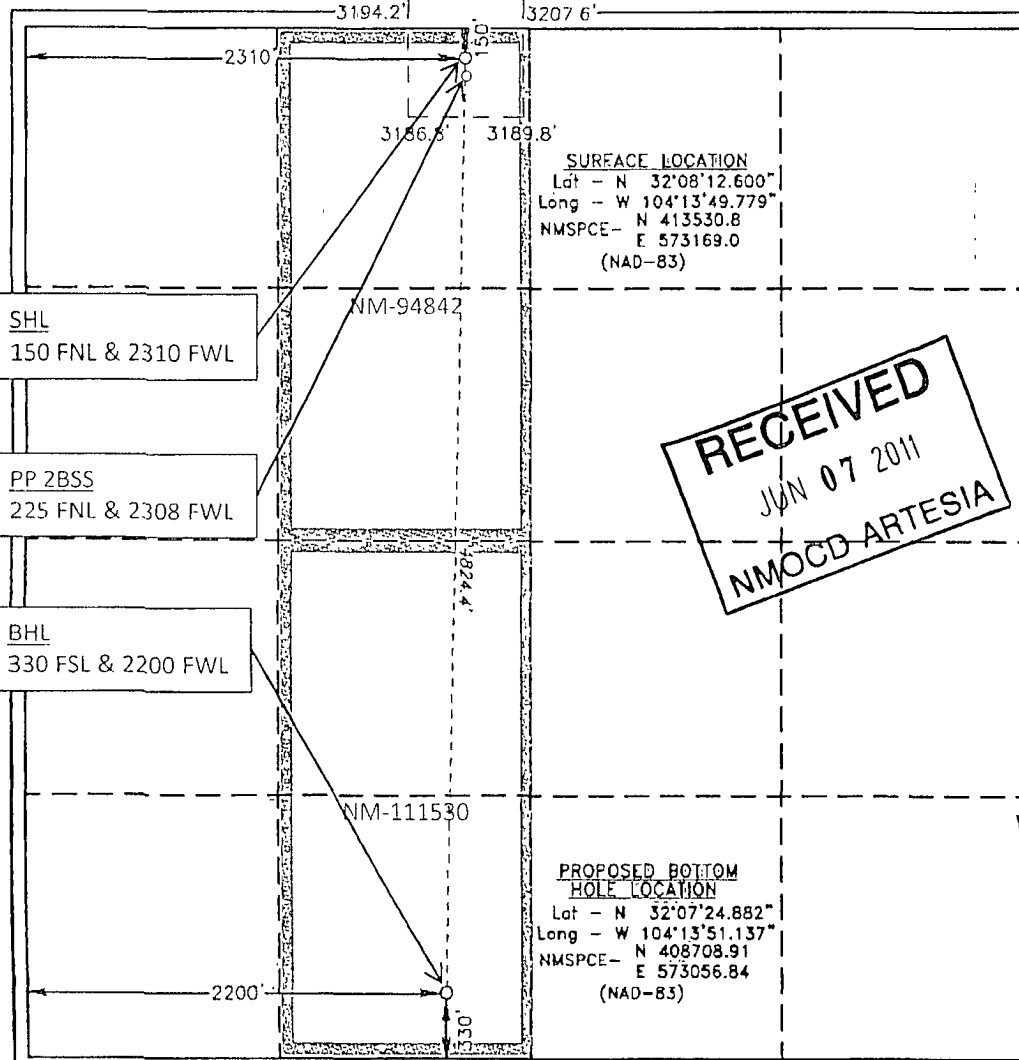 3194.2' 3207 6'
2310'
150'
3186.8' 3189.8'
SURFACE LOCATION
Lat - N 32°08'12.600"
Long - W 104°13'49.779"
NMSPCE- N 413530.8
E 573169.0
(NAD-83)
SHL
150 FNL & 2310 FWL
NM-94842
RECEIVED
JUN 07 2011
NMOCD ARTESIA
PP 2BSS
225 FNL & 2308 FWL
4824.4'
BHL
330 FSL & 2200 FWL
NM-111530
PROPOSED BOTTOM
HOLE LOCATION
Lat - N 32°07'24.882"
Long - W 104°13'51.137"
NMSPCE- N 408708.91
E 573056.84
(NAD-83)
2200'
330'